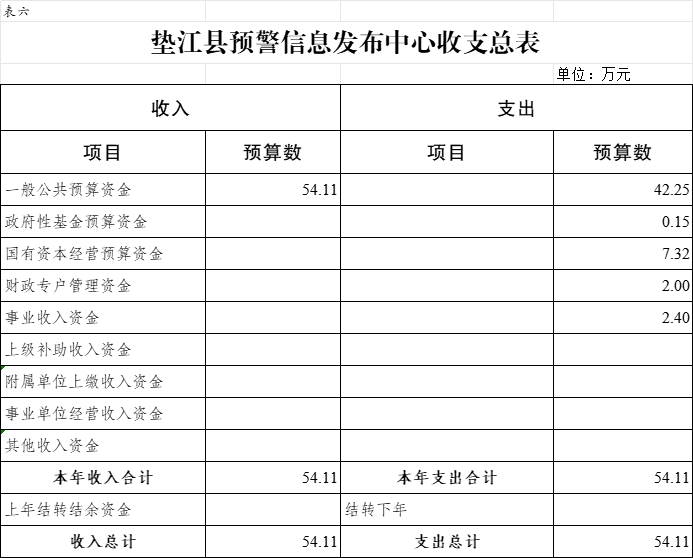 表六
垫江县预警信息发布中心收支总表
单位：万元
收入 支出
项目 预算数 项目 预算数
一般公共预算资金 54.11 42.25
政府性基金预算资金 0.15
国有资本经营预算资金 7.32
财政专户管理资金 2.00
事业收入资金 2.40
上级补助收入资金
附属单位上缴收入资金
事业单位经营收入资金
其他收入资金
本年收入合计 54.11 本年支出合计 54.11
上年结转结余资金 结转下年
收入总计 54.11 支出总计 54.11